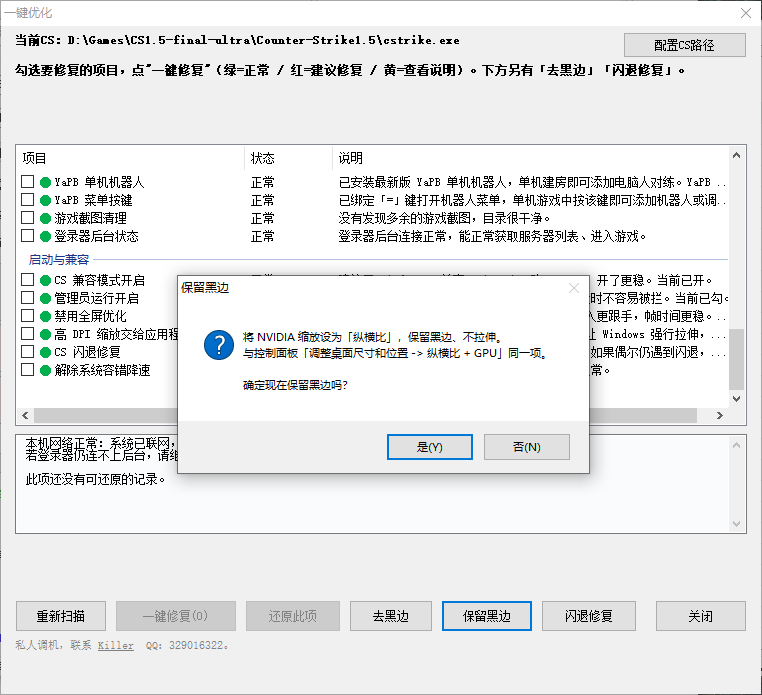 一键优化
当前CS: D:\Games\CS1.5-final-ultra\Counter-Strike1.5\cstrike.exe
配置CS路径
勾选要修复的项目，点"一键修复"（绿=正常 / 红=建议修复 / 黄=查看说明）。下方另有「去黑边」「闪退修复」。
项目 状态 说明
YaPB 单机机器人 正常 已安装最新版 YaPB 单机机器人，单机建房即可添加电脑人对练。YaPB ...
YaPB 菜单按键 正常 已绑定「=」键打开机器人菜单，单机游戏中按该键即可添加机器人或调...
游戏截图清理 正常 没有发现多余的游戏截图，目录很干净。
登录器后台状态 正常 登录器后台连接正常，能正常获取服务器列表、进入游戏。
启动与兼容
CS 兼容模式开启 开了更稳。当前已开。
管理员运行开启 时不容易被拦。当前已勾。
禁用全屏优化 更跟手，帧时间更稳。...
高 DPI 缩放交给应用程 Windows 强行拉伸，...
CS 闪退修复 如果偶尔仍遇到闪退，...
解除系统容错降速 常。
保留黑边
将 NVIDIA 缩放设为「纵横比」，保留黑边、不拉伸。
与控制面板「调整桌面尺寸和位置 -> 纵横比 + GPU」同一项。
确定现在保留黑边吗?
是(Y) 否(N)
本机网络正常：系统已联网，
若登录器仍连不上后台，请继
此项还没有可还原的记录。
重新扫描 一键修复(0) 还原此项 去黑边 保留黑边 闪退修复 关闭
私人调机，联系 Killer QQ: 329016322。